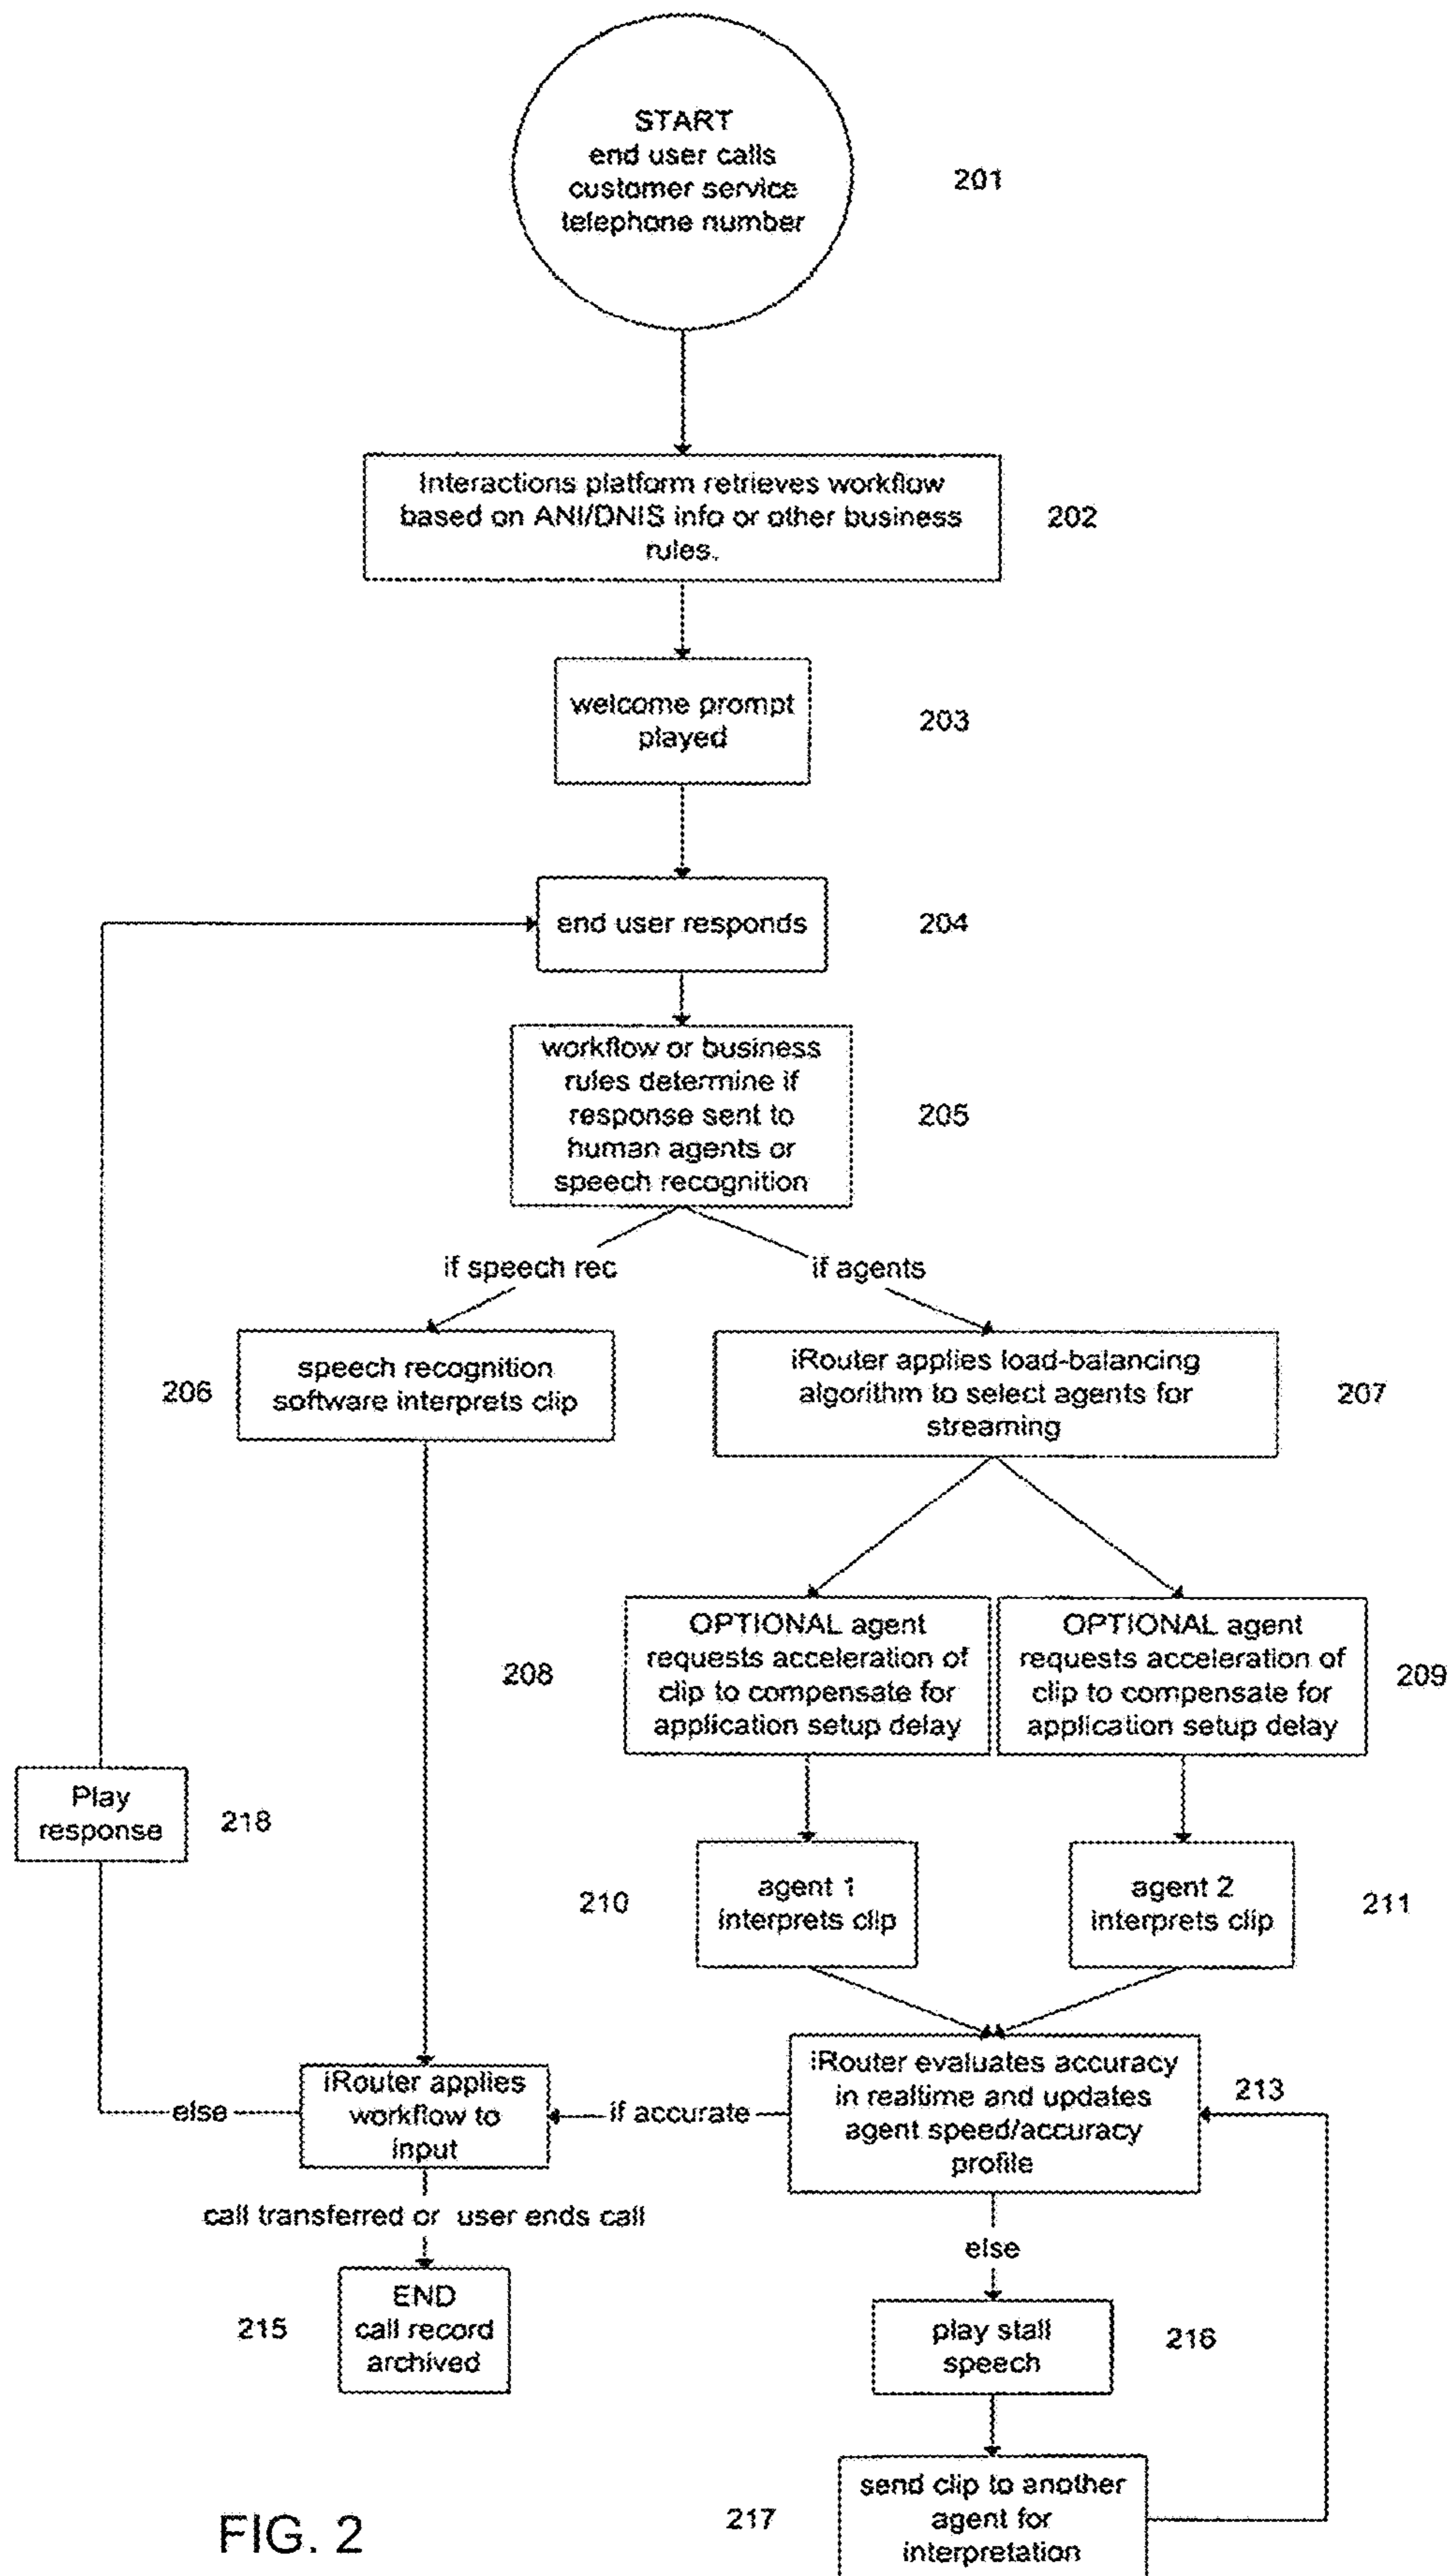 START
end user calls
customer service
telephone number
201
Interactions platform retrieves workflow
based on ANI/DNIS info or other business
rules.
202
welcome prompt
played
203
end user responds
204
workflow or business
rules determine if
response sent to
human agents or
speech recognition
205
if speech rec
if agents
speech recognition
software interprets clip
206
iRouter applies load-balancing
algorithm to select agents for
streaming
207
OPTIONAL agent
requests acceleration of
clip to compensate for
application setup delay
208
OPTIONAL agent
requests acceleration of
clip to compensate for
application setup delay
209
Play
response
218
agent 1
interprets clip
210
agent 2
interprets clip
211
iRouter applies
workflow to
input
else
if accurate
iRouter evaluates accuracy
in realtime and updates
agent speed/accuracy
profile
213
call transferred or user ends call
else
END
call record
archived
215
play stall
speech
216
send clip to another
agent for
interpretation
217
FIG. 2